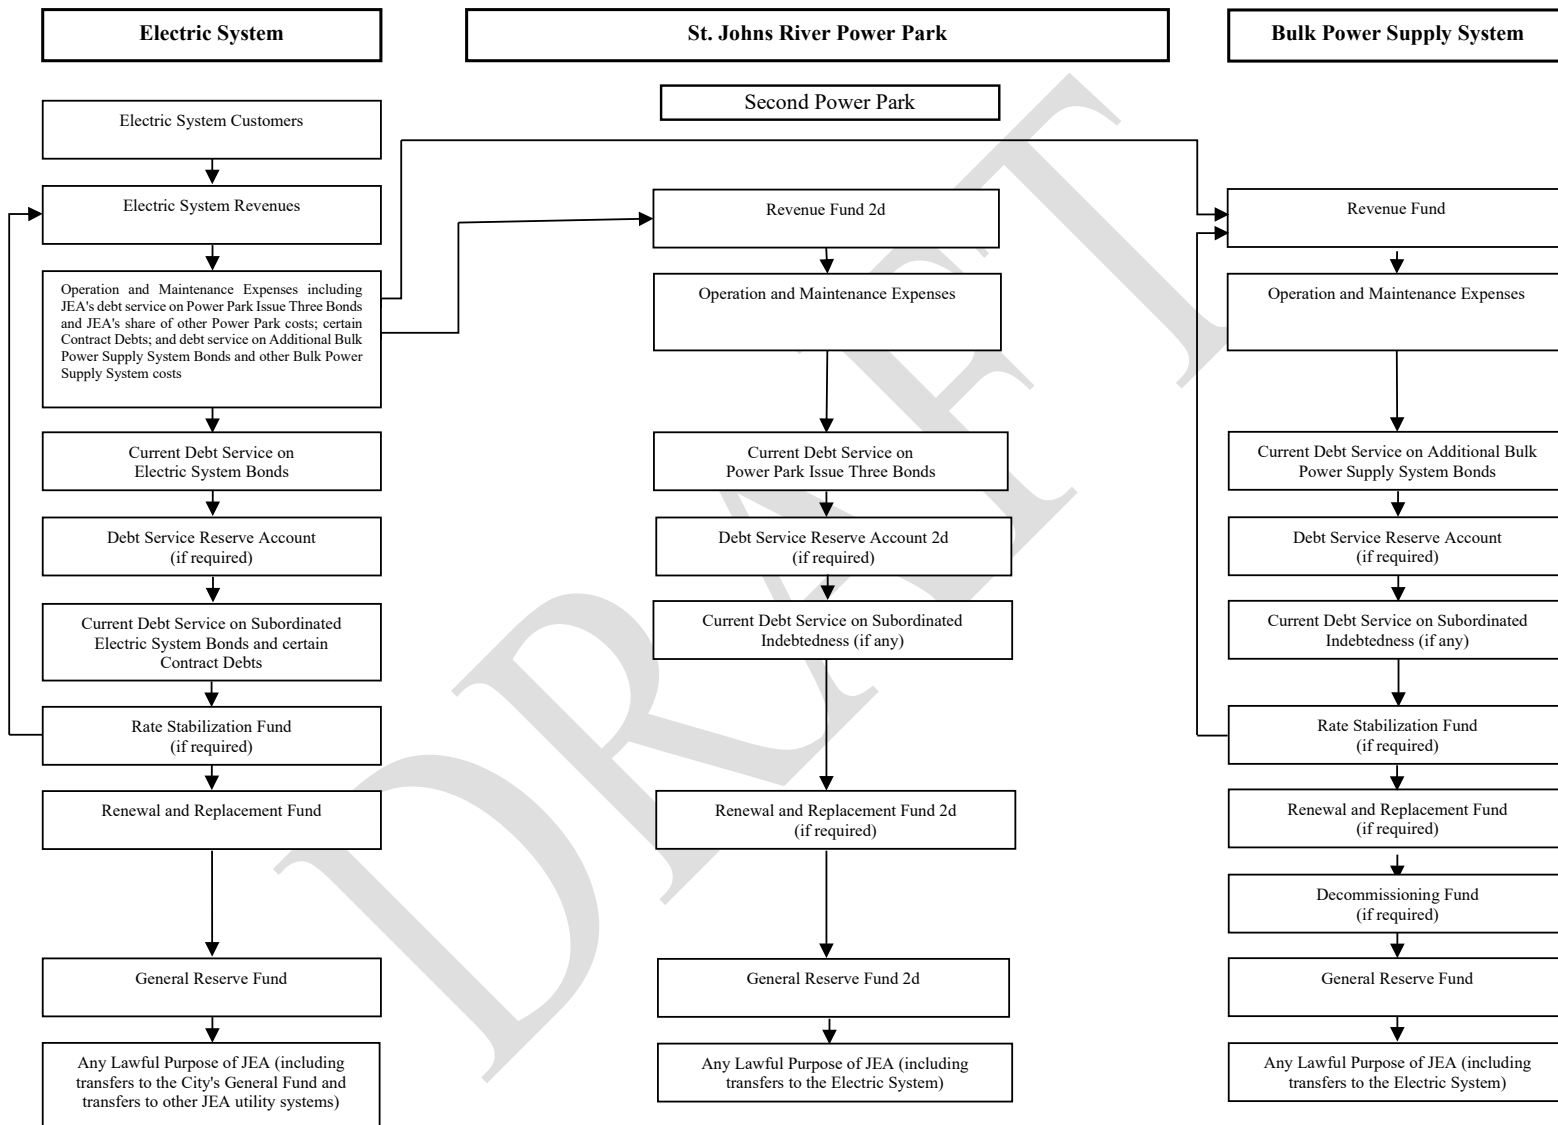 Electric System
St. Johns River Power Park
Bulk Power Supply System
Second Power Park
Electric System Customers
Electric System Revenues
Operation and Maintenance Expenses including
JEA's debt service on Power Park Issue Three Bonds
and JEA's share of other Power Park costs; certain
Contract Debts; and debt service on Additional Bulk
Power Supply System Bonds and other Bulk Power
Supply System costs
Current Debt Service on
Electric System Bonds
Debt Service Reserve Account
(if required)
Current Debt Service on Subordinated
Electric System Bonds and certain
Contract Debts
Rate Stabilization Fund
(if required)
Renewal and Replacement Fund
General Reserve Fund
Any Lawful Purpose of JEA (including
transfers to the City's General Fund and
transfers to other JEA utility systems)
Revenue Fund 2d
Operation and Maintenance Expenses
Current Debt Service on
Power Park Issue Three Bonds
Debt Service Reserve Account 2d
(if required)
Current Debt Service on Subordinated
Indebtedness (if any)
Renewal and Replacement Fund 2d
(if required)
General Reserve Fund 2d
Any Lawful Purpose of JEA (including
transfers to the Electric System)
Revenue Fund
Operation and Maintenance Expenses
Current Debt Service on Additional Bulk
Power Supply System Bonds
Debt Service Reserve Account
(if required)
Current Debt Service on Subordinated
Indebtedness (if any)
Rate Stabilization Fund
(if required)
Renewal and Replacement Fund
(if required)
Decommissioning Fund
(if required)
General Reserve Fund
Any Lawful Purpose of JEA (including
transfers to the Electric System)
DRAFT